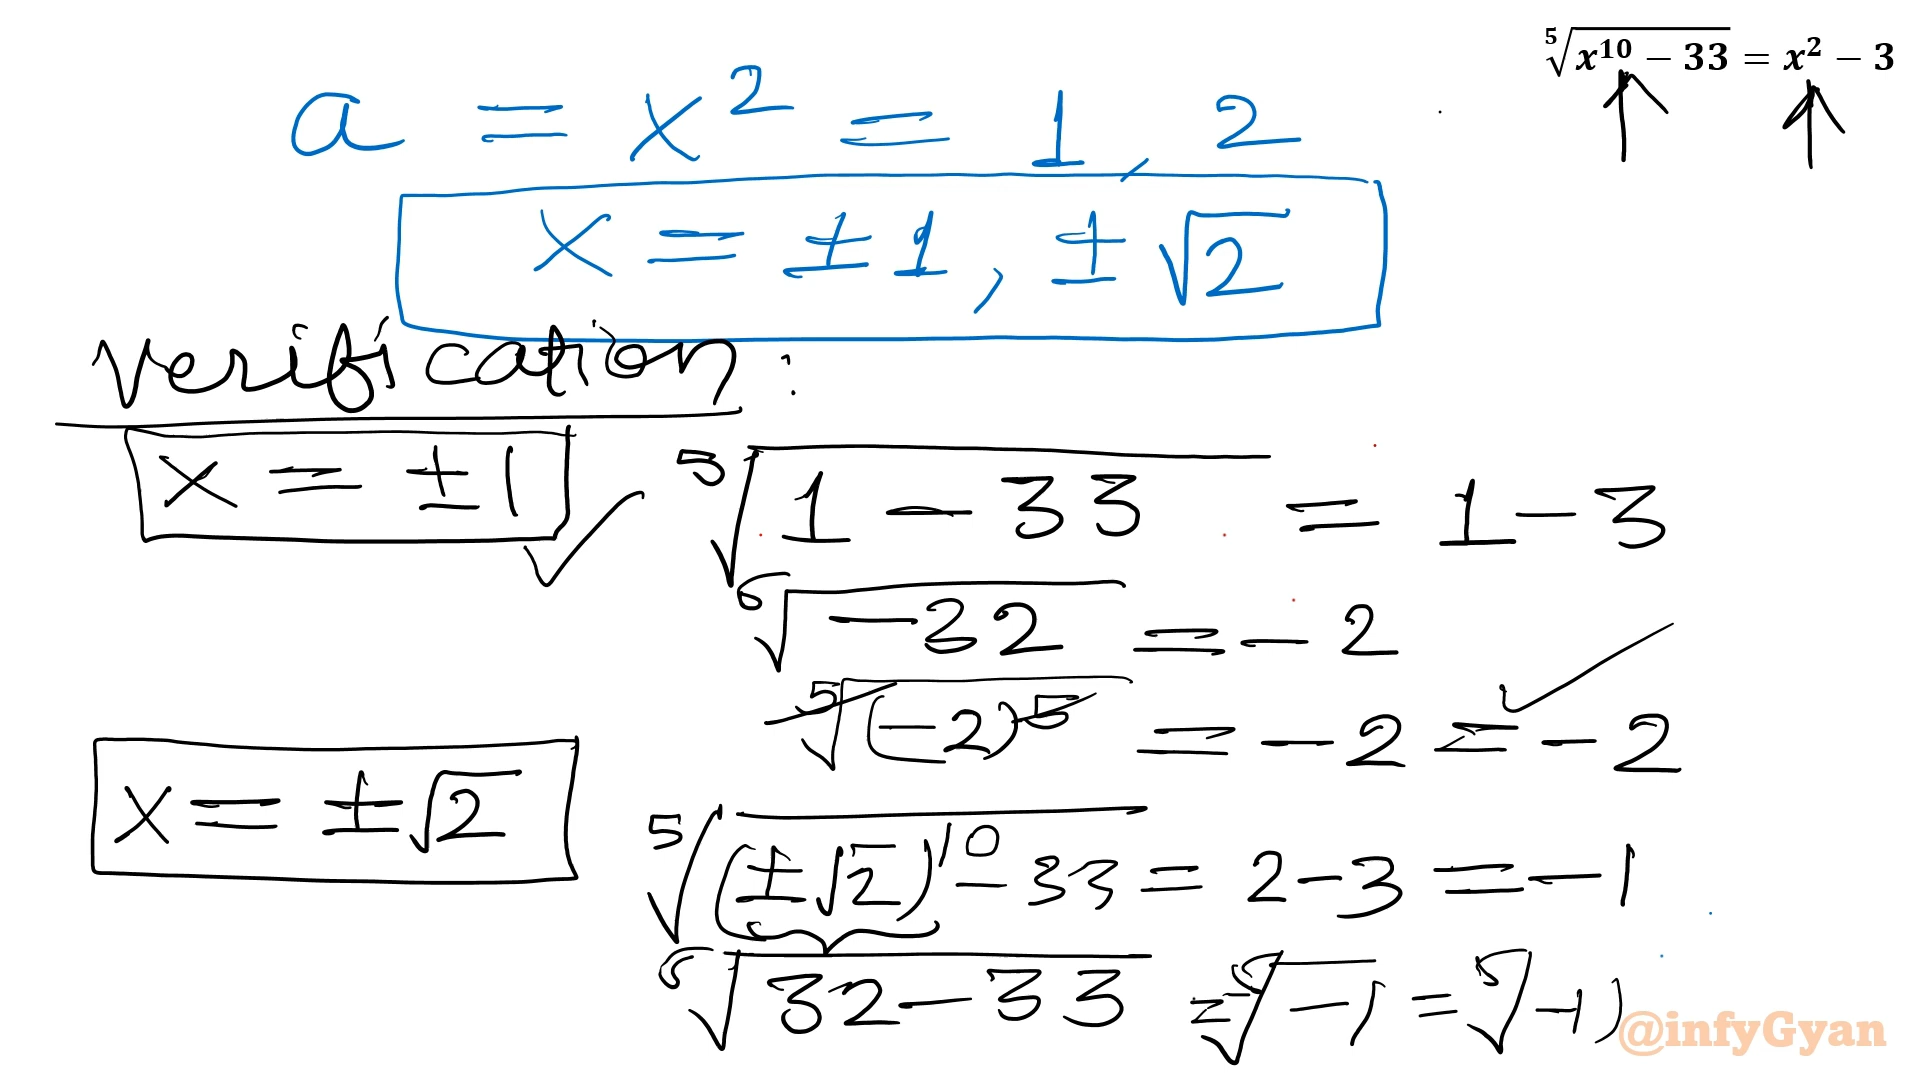 ⁵√(x¹⁰ − 33) = x² − 3
a = x² = 1, 2
x = ±1, ±√2
verification:
x = ±1
⁵√(1 − 33) = 1 − 3
⁵√(−32) = −2
⁵√((−2)⁵) = −2 = −2
x = ±√2
⁵√((±√2)¹⁰ − 33) = 2 − 3 = −1
⁵√(32 − 33) = ⁵√(−1) = ⁵√(−1)
@infyGyan